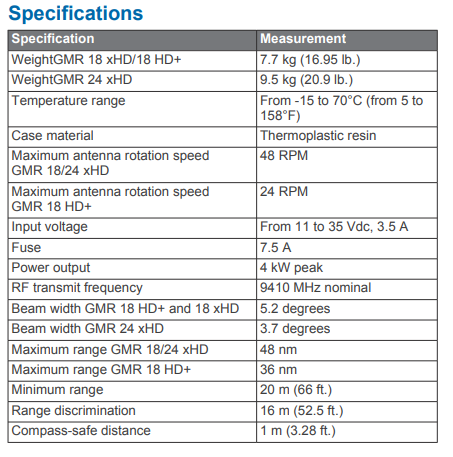 Specifications
Specification Measurement
WeightGMR 18 xHD/18 HD+ 7.7 kg (16.95 lb.)
WeightGMR 24 xHD 9.5 kg (20.9 lb.)
Temperature range From -15 to 70°C (from 5 to
158°F)
Case material Thermoplastic resin
Maximum antenna rotation speed 48 RPM
GMR 18/24 xHD
Maximum antenna rotation speed 24 RPM
GMR 18 HD+
Input voltage From 11 to 35 Vdc, 3.5 A
Fuse 7.5 A
Power output 4 kW peak
RF transmit frequency 9410 MHz nominal
Beam width GMR 18 HD+ and 18 xHD 5.2 degrees
Beam width GMR 24 xHD 3.7 degrees
Maximum range GMR 18/24 xHD 48 nm
Maximum range GMR 18 HD+ 36 nm
Minimum range 20 m (66 ft.)
Range discrimination 16 m (52.5 ft.)
Compass-safe distance 1 m (3.28 ft.)